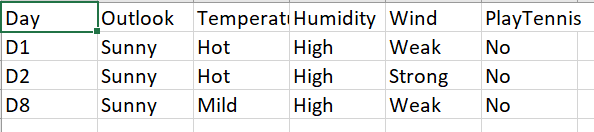 Day Outlook Temperat Humidity Wind PlayTennis
D1 Sunny Hot High Weak No
D2 Sunny Hot High Strong No
D8 Sunny Mild High Weak No